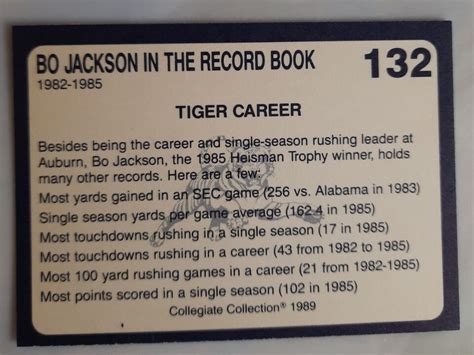 BO JACKSON IN THE RECORD BOOK 132
1982-1985
TIGER CAREER
Besides being the career and single-season rushing leader at
Auburn, Bo Jackson, the 1985 Heisman Trophy winner, holds
many other records. Here are a few:
Most yards gained in an SEC game (256 vs. Alabama in 1983)
Single season yards per game average (162.4 in 1985)
Most touchdowns rushing in a single season (17 in 1985)
Most touchdowns rushing in a career (43 from 1982 to 1985)
Most 100 yard rushing games in a career (21 from 1982-1985)
Most points scored in a single season (102 in 1985)
Collegiate Collection® 1989